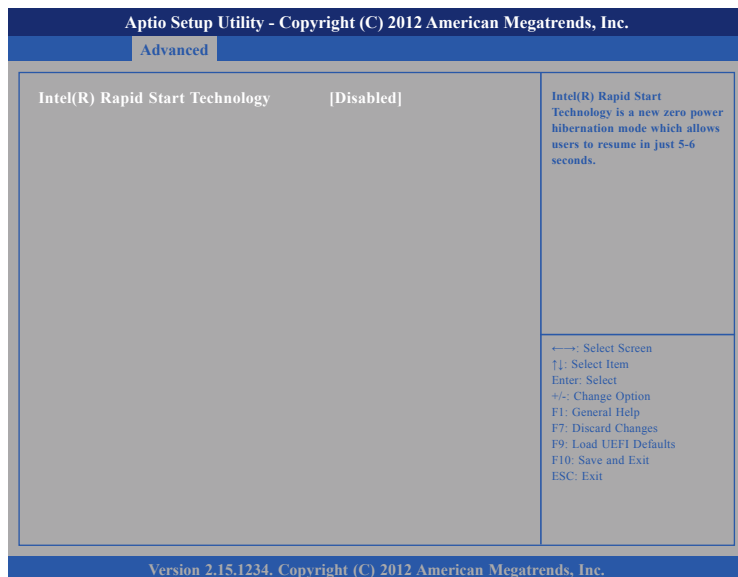 Aptio Setup Utility - Copyright (C) 2012 American Megatrends, Inc.
Advanced
Intel(R) Rapid Start Technology [Disabled]
Intel(R) Rapid Start
Technology is a new zero power
hibernation mode which allows
users to resume in just 5-6
seconds.
←→: Select Screen
↑↓: Select Item
Enter: Select
+/-: Change Option
F1: General Help
F7: Discard Changes
F9: Load UEFI Defaults
F10: Save and Exit
ESC: Exit
Version 2.15.1234. Copyright (C) 2012 American Megatrends, Inc.